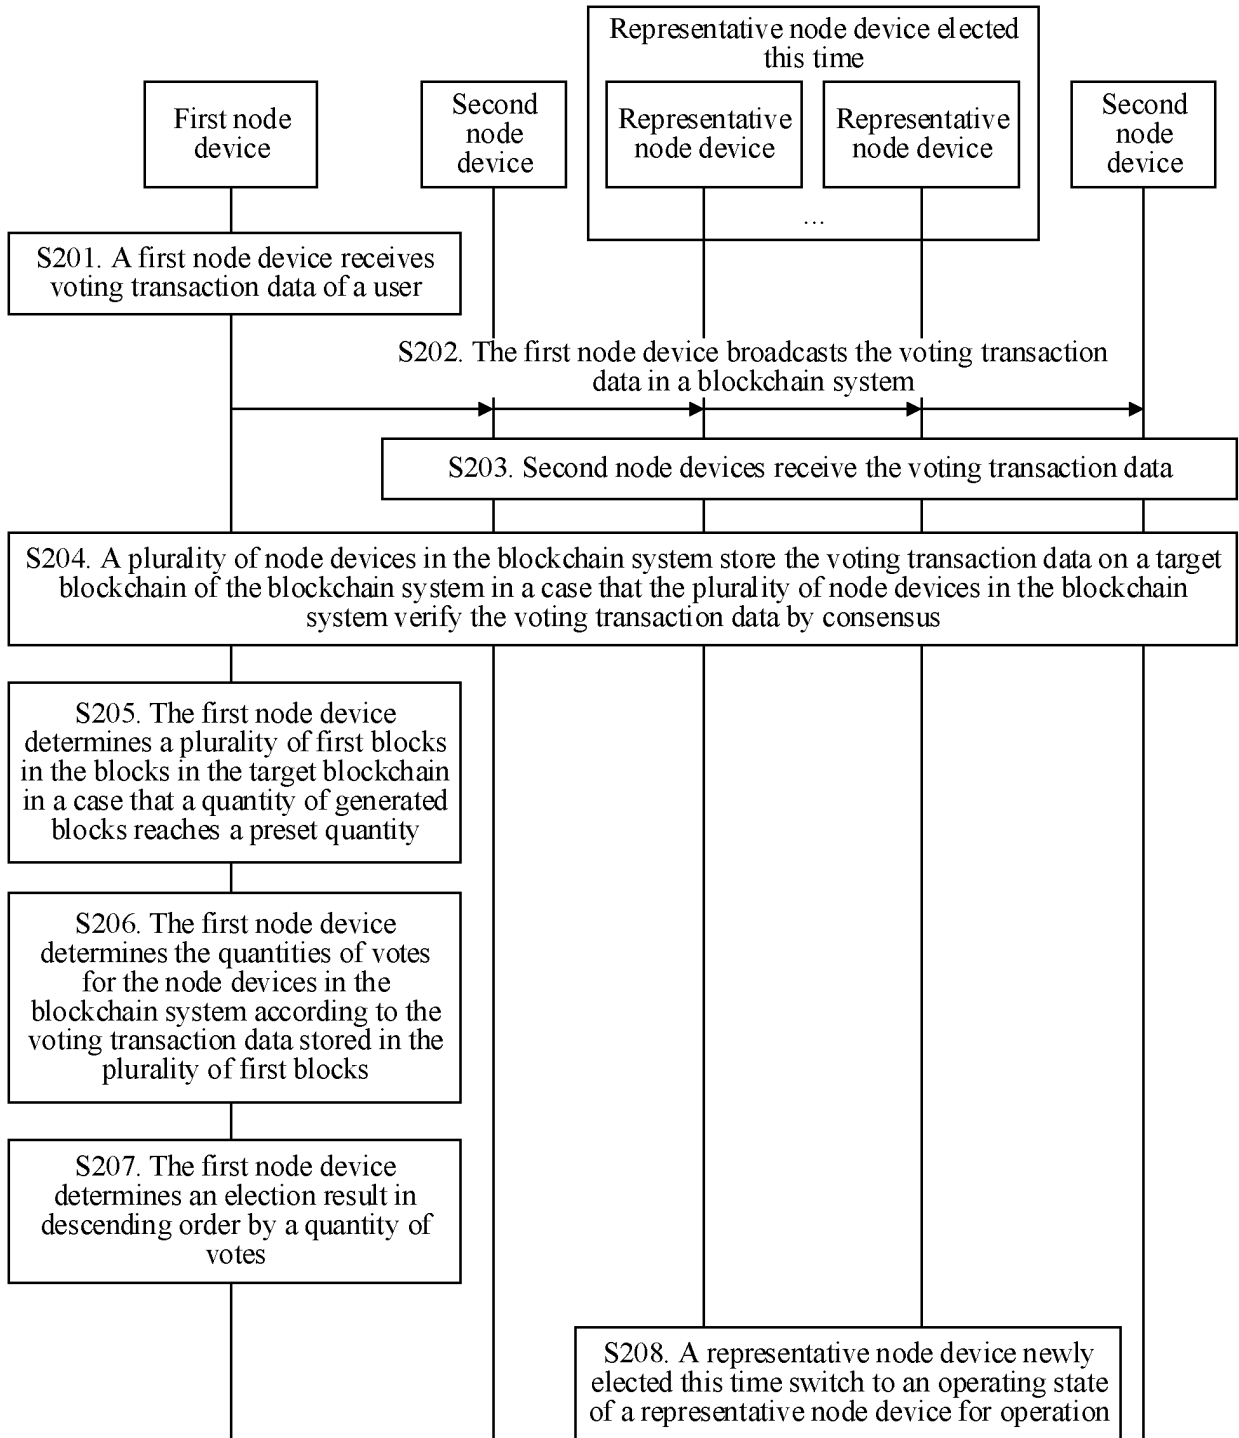 Representative node device elected
this time
First node
device
Second
node
device
Representative
node device
Representative
node device
Second
node
device
...
S201. A first node device receives
voting transaction data of a user
S202. The first node device broadcasts the voting transaction
data in a blockchain system
S203. Second node devices receive the voting transaction data
S204. A plurality of node devices in the blockchain system store the voting transaction data on a target
blockchain of the blockchain system in a case that the plurality of node devices in the blockchain
system verify the voting transaction data by consensus
S205. The first node device
determines a plurality of first blocks
in the blocks in the target blockchain
in a case that a quantity of generated
blocks reaches a preset quantity
S206. The first node device
determines the quantities of votes
for the node devices in the
blockchain system according to the
voting transaction data stored in the
plurality of first blocks
S207. The first node device
determines an election result in
descending order by a quantity of
votes
S208. A representative node device newly
elected this time switch to an operating state
of a representative node device for operation